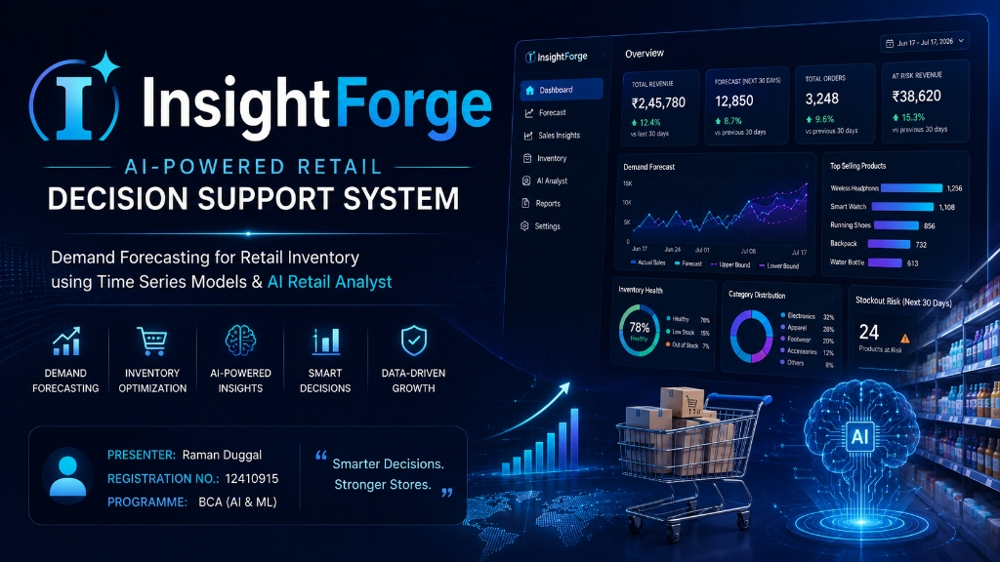 InsightForge
AI-POWERED RETAIL
DECISION SUPPORT SYSTEM
Demand Forecasting for Retail Inventory
using Time Series Models & AI Retail Analyst
DEMAND
FORECASTING
INVENTORY
OPTIMIZATION
AI-POWERED
INSIGHTS
SMART
DECISIONS
DATA-DRIVEN
GROWTH
PRESENTER: Raman Duggal
REGISTRATION NO.: 12410915
PROGRAMME: BCA (AI & ML)
“ Smarter Decisions.
Stronger Stores. ”
InsightForge
Dashboard
Forecast
Sales Insights
Inventory
AI Analyst
Reports
Settings
Overview
Jun 17 - Jul 17, 2026
TOTAL REVENUE
₹2,45,780
12.4%
vs last 30 days
FORECAST (NEXT 30 DAYS)
12,850
8.7%
vs previous 30 days
TOTAL ORDERS
3,248
9.6%
vs previous 30 days
AT RISK REVENUE
₹38,620
15.3%
vs previous 30 days
Demand Forecast
15K
10K
5K
0
Jun 17 Jun 24 Jul 01 Jul 08 Jul 17
Actual Sales Forecast Upper Bound Lower Bound
Top Selling Products
Wireless Headphones 1,256
Smart Watch 1,108
Running Shoes 856
Backpack 732
Water Bottle 613
Inventory Health
78%
Healthy
Healthy 78%
Low Stock 15%
Out of Stock 7%
Category Distribution
Electronics 32%
Apparel 28%
Footwear 20%
Accessories 12%
Others 8%
Stockout Risk (Next 30 Days)
24
Products at Risk
AI